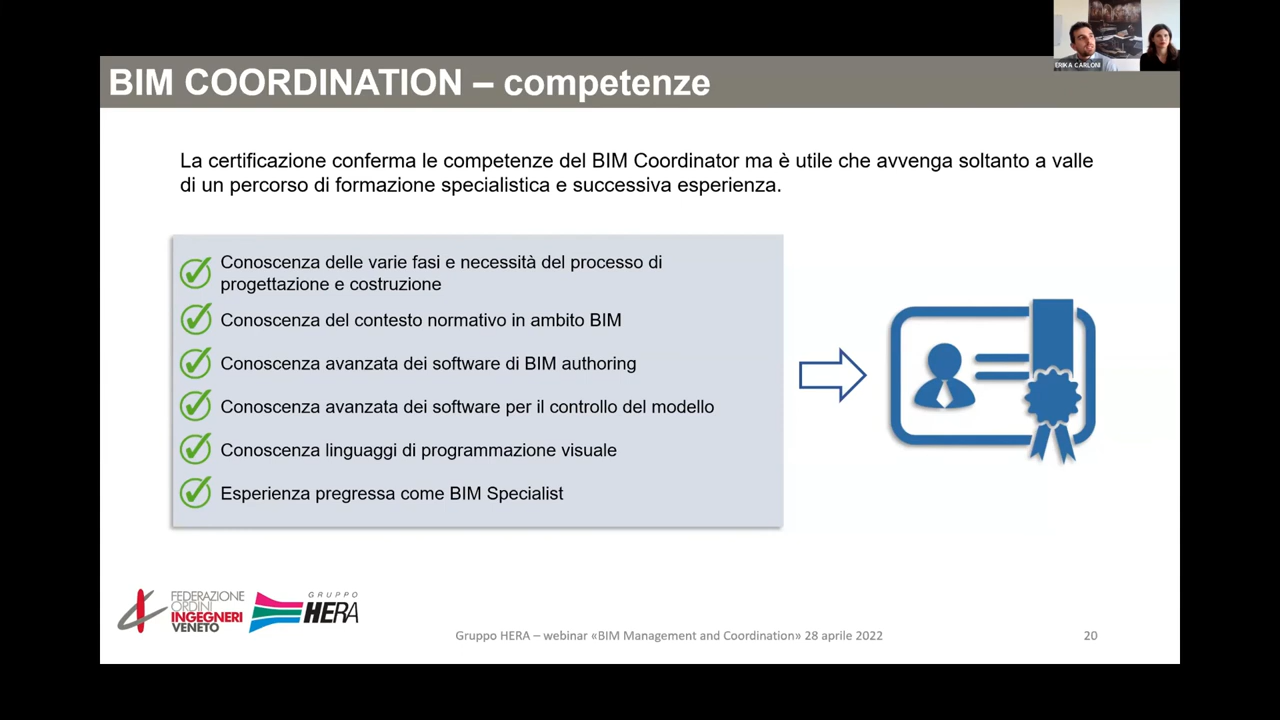 ERIKA CARLONI
BIM COORDINATION – competenze
La certificazione conferma le competenze del BIM Coordinator ma è utile che avvenga soltanto a valle
di un percorso di formazione specialistica e successiva esperienza.
Conoscenza delle varie fasi e necessità del processo di
progettazione e costruzione
Conoscenza del contesto normativo in ambito BIM
Conoscenza avanzata dei software di BIM authoring
Conoscenza avanzata dei software per il controllo del modello
Conoscenza linguaggi di programmazione visuale
Esperienza pregressa come BIM Specialist
FEDERAZIONE
ORDINI
INGEGNERI
VENETO
GRUPPO
HERA
Gruppo HERA – webinar «BIM Management and Coordination» 28 aprile 2022
20